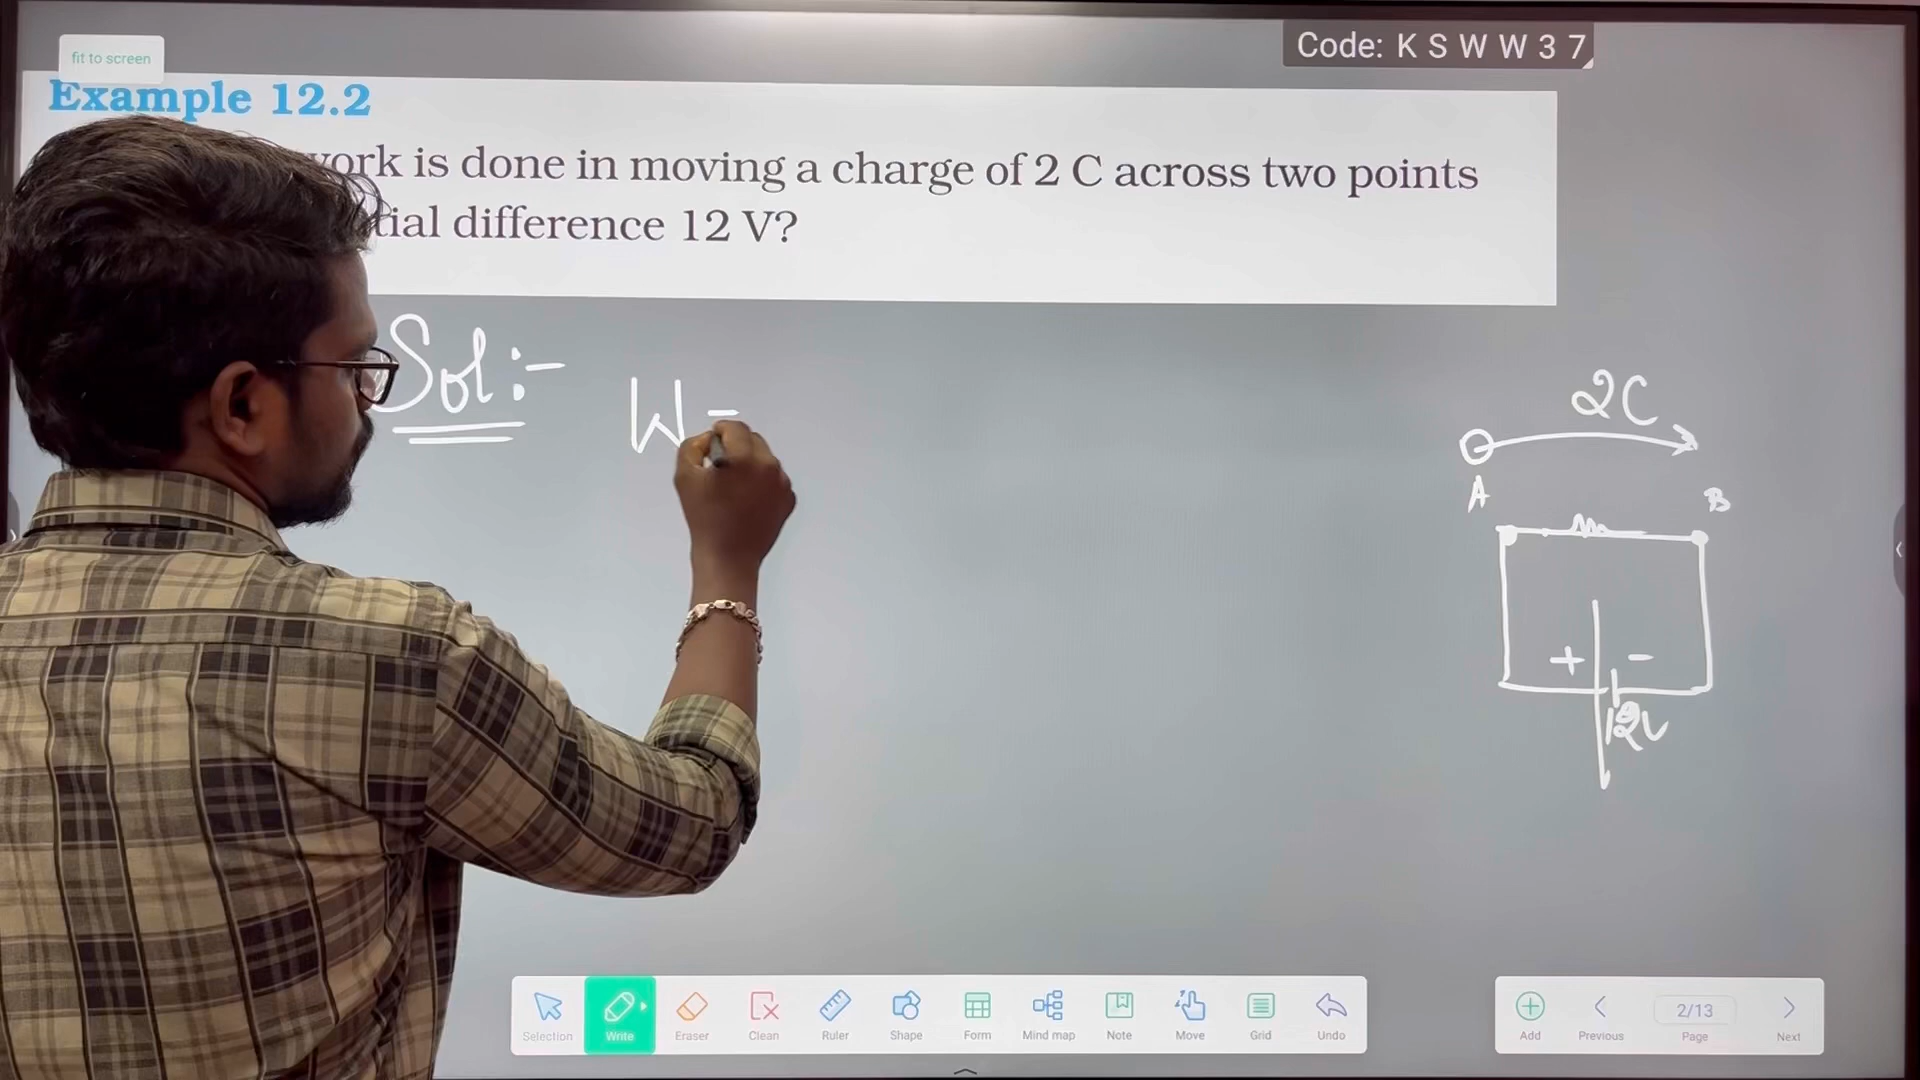 fit to screen
Code: K S W W 3 7
Example 12.2
work is done in moving a charge of 2 C across two points
tial difference 12 V?
Sol:-
W =
2C
A
B
+ -
12V
Selection Write Eraser Clean Ruler Shape Form Mind map Note Move Grid Undo
Add Previous 2/13 Page Next